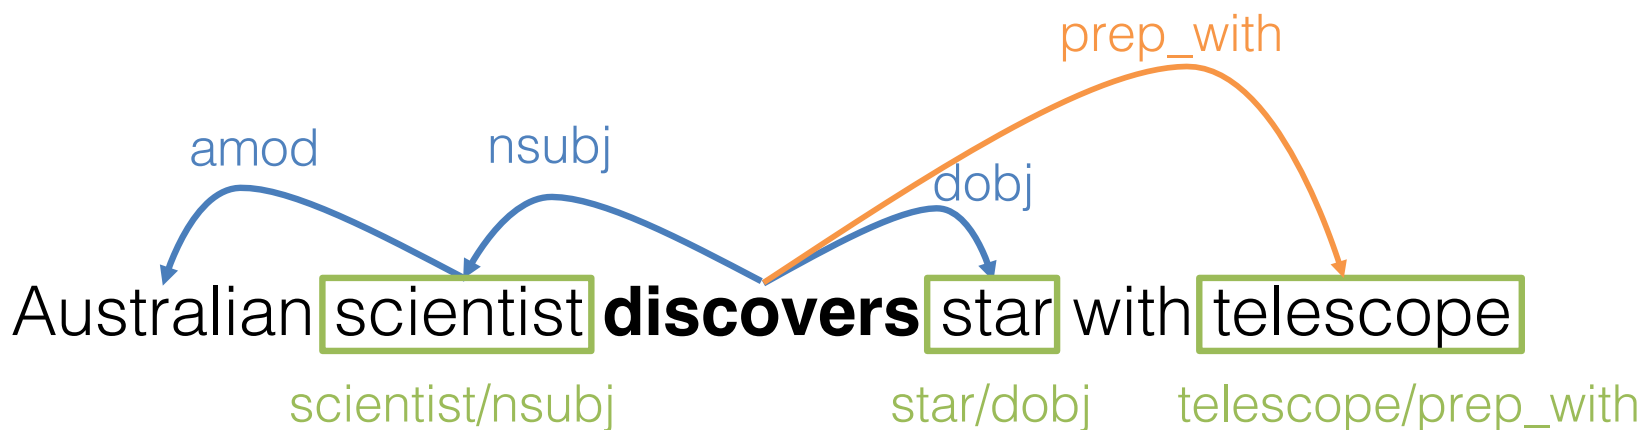 prep_with
amod nsubj dobj
Australian scientist discovers star with telescope
scientist/nsubj star/dobj telescope/prep_with